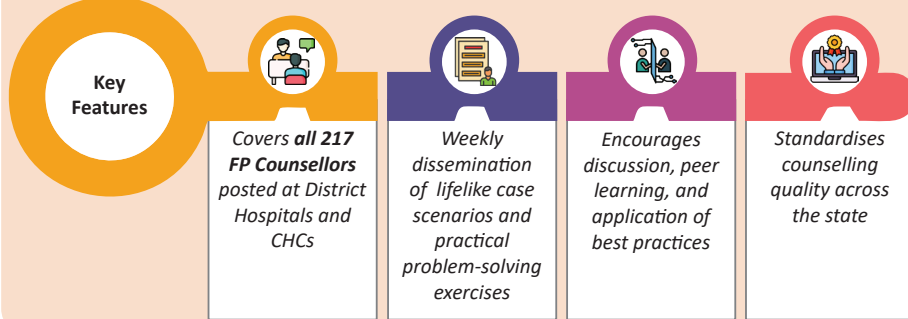 Key
Features
Covers all 217
FP Counsellors
posted at District
Hospitals and
CHCs
Weekly
dissemination
of lifelike case
scenarios and
practical
problem-solving
exercises
Encourages
discussion, peer
learning, and
application of
best practices
Standardises
counselling
quality across
the state